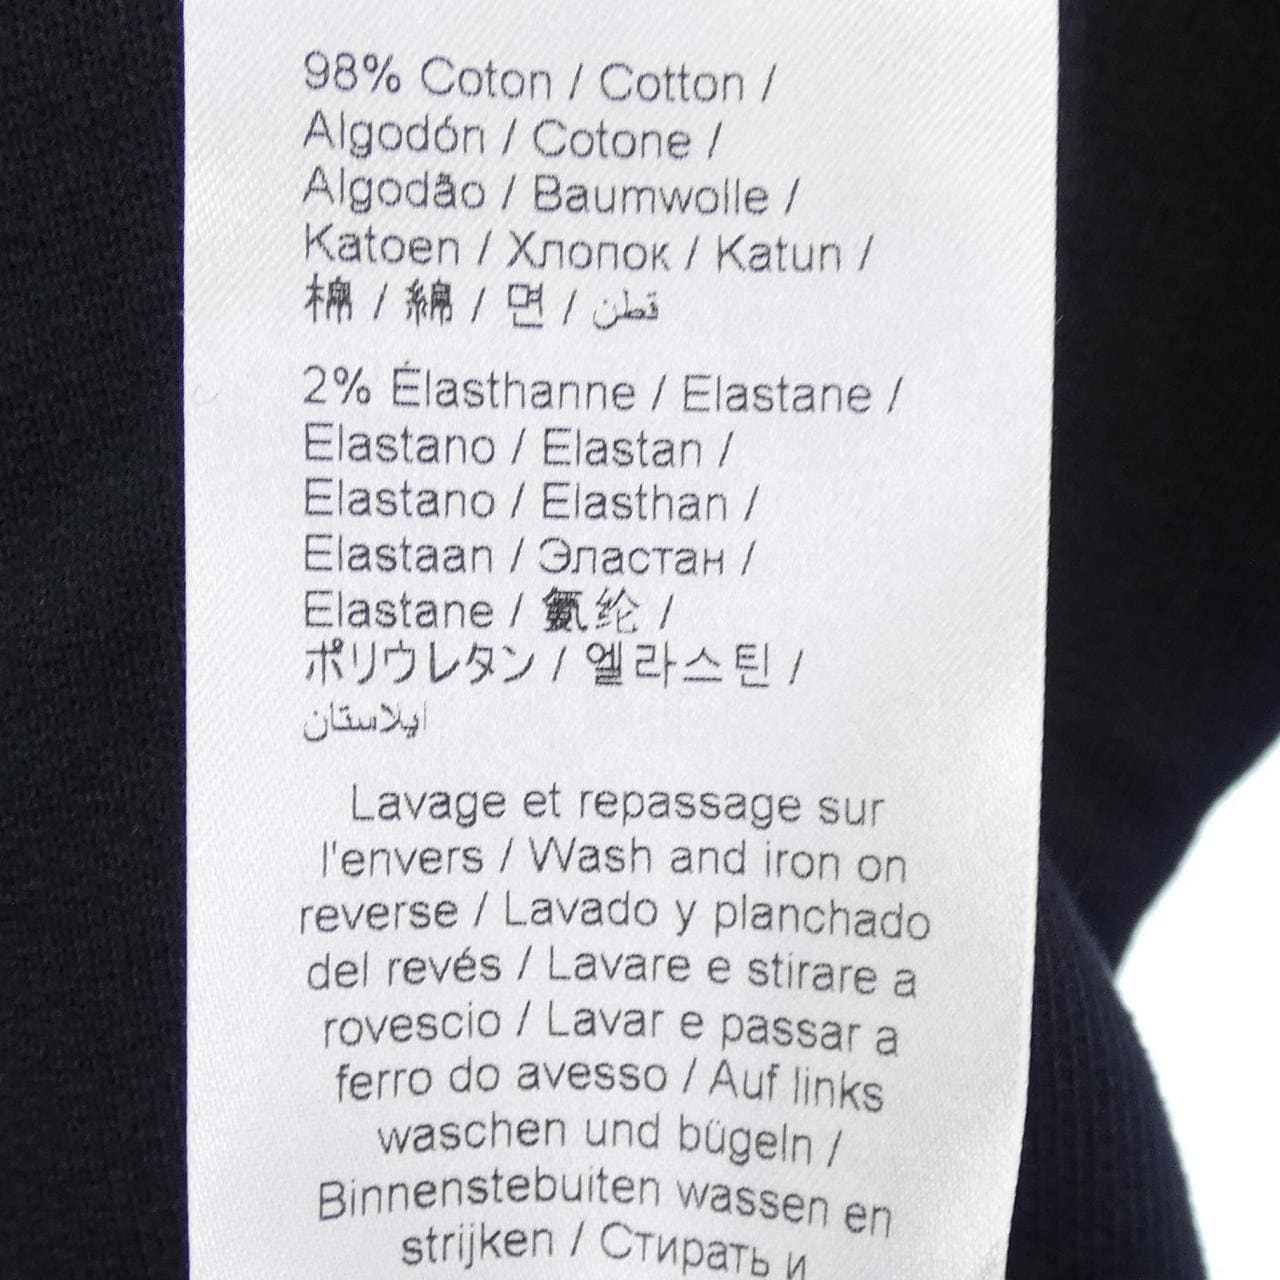 98% Coton / Cotton /
Algodón / Cotone /
Algodão / Baumwolle /
Katoen / Хлопок / Katun /
棉 / 綿 / 면 / قطن
2% Élasthanne / Elastane /
Elastano / Elastan /
Elastano / Elasthan /
Elastaan / Эластан /
Elastane / 氨纶 /
ポリウレタン / 엘라스틴 /
ايلاستان
Lavage et repassage sur
l'envers / Wash and iron on
reverse / Lavado y planchado
del revés / Lavare e stirare a
rovescio / Lavar e passar a
ferro do avesso / Auf links
waschen und bügeln /
Binnenstebuiten wassen en
strijken / Стирать и